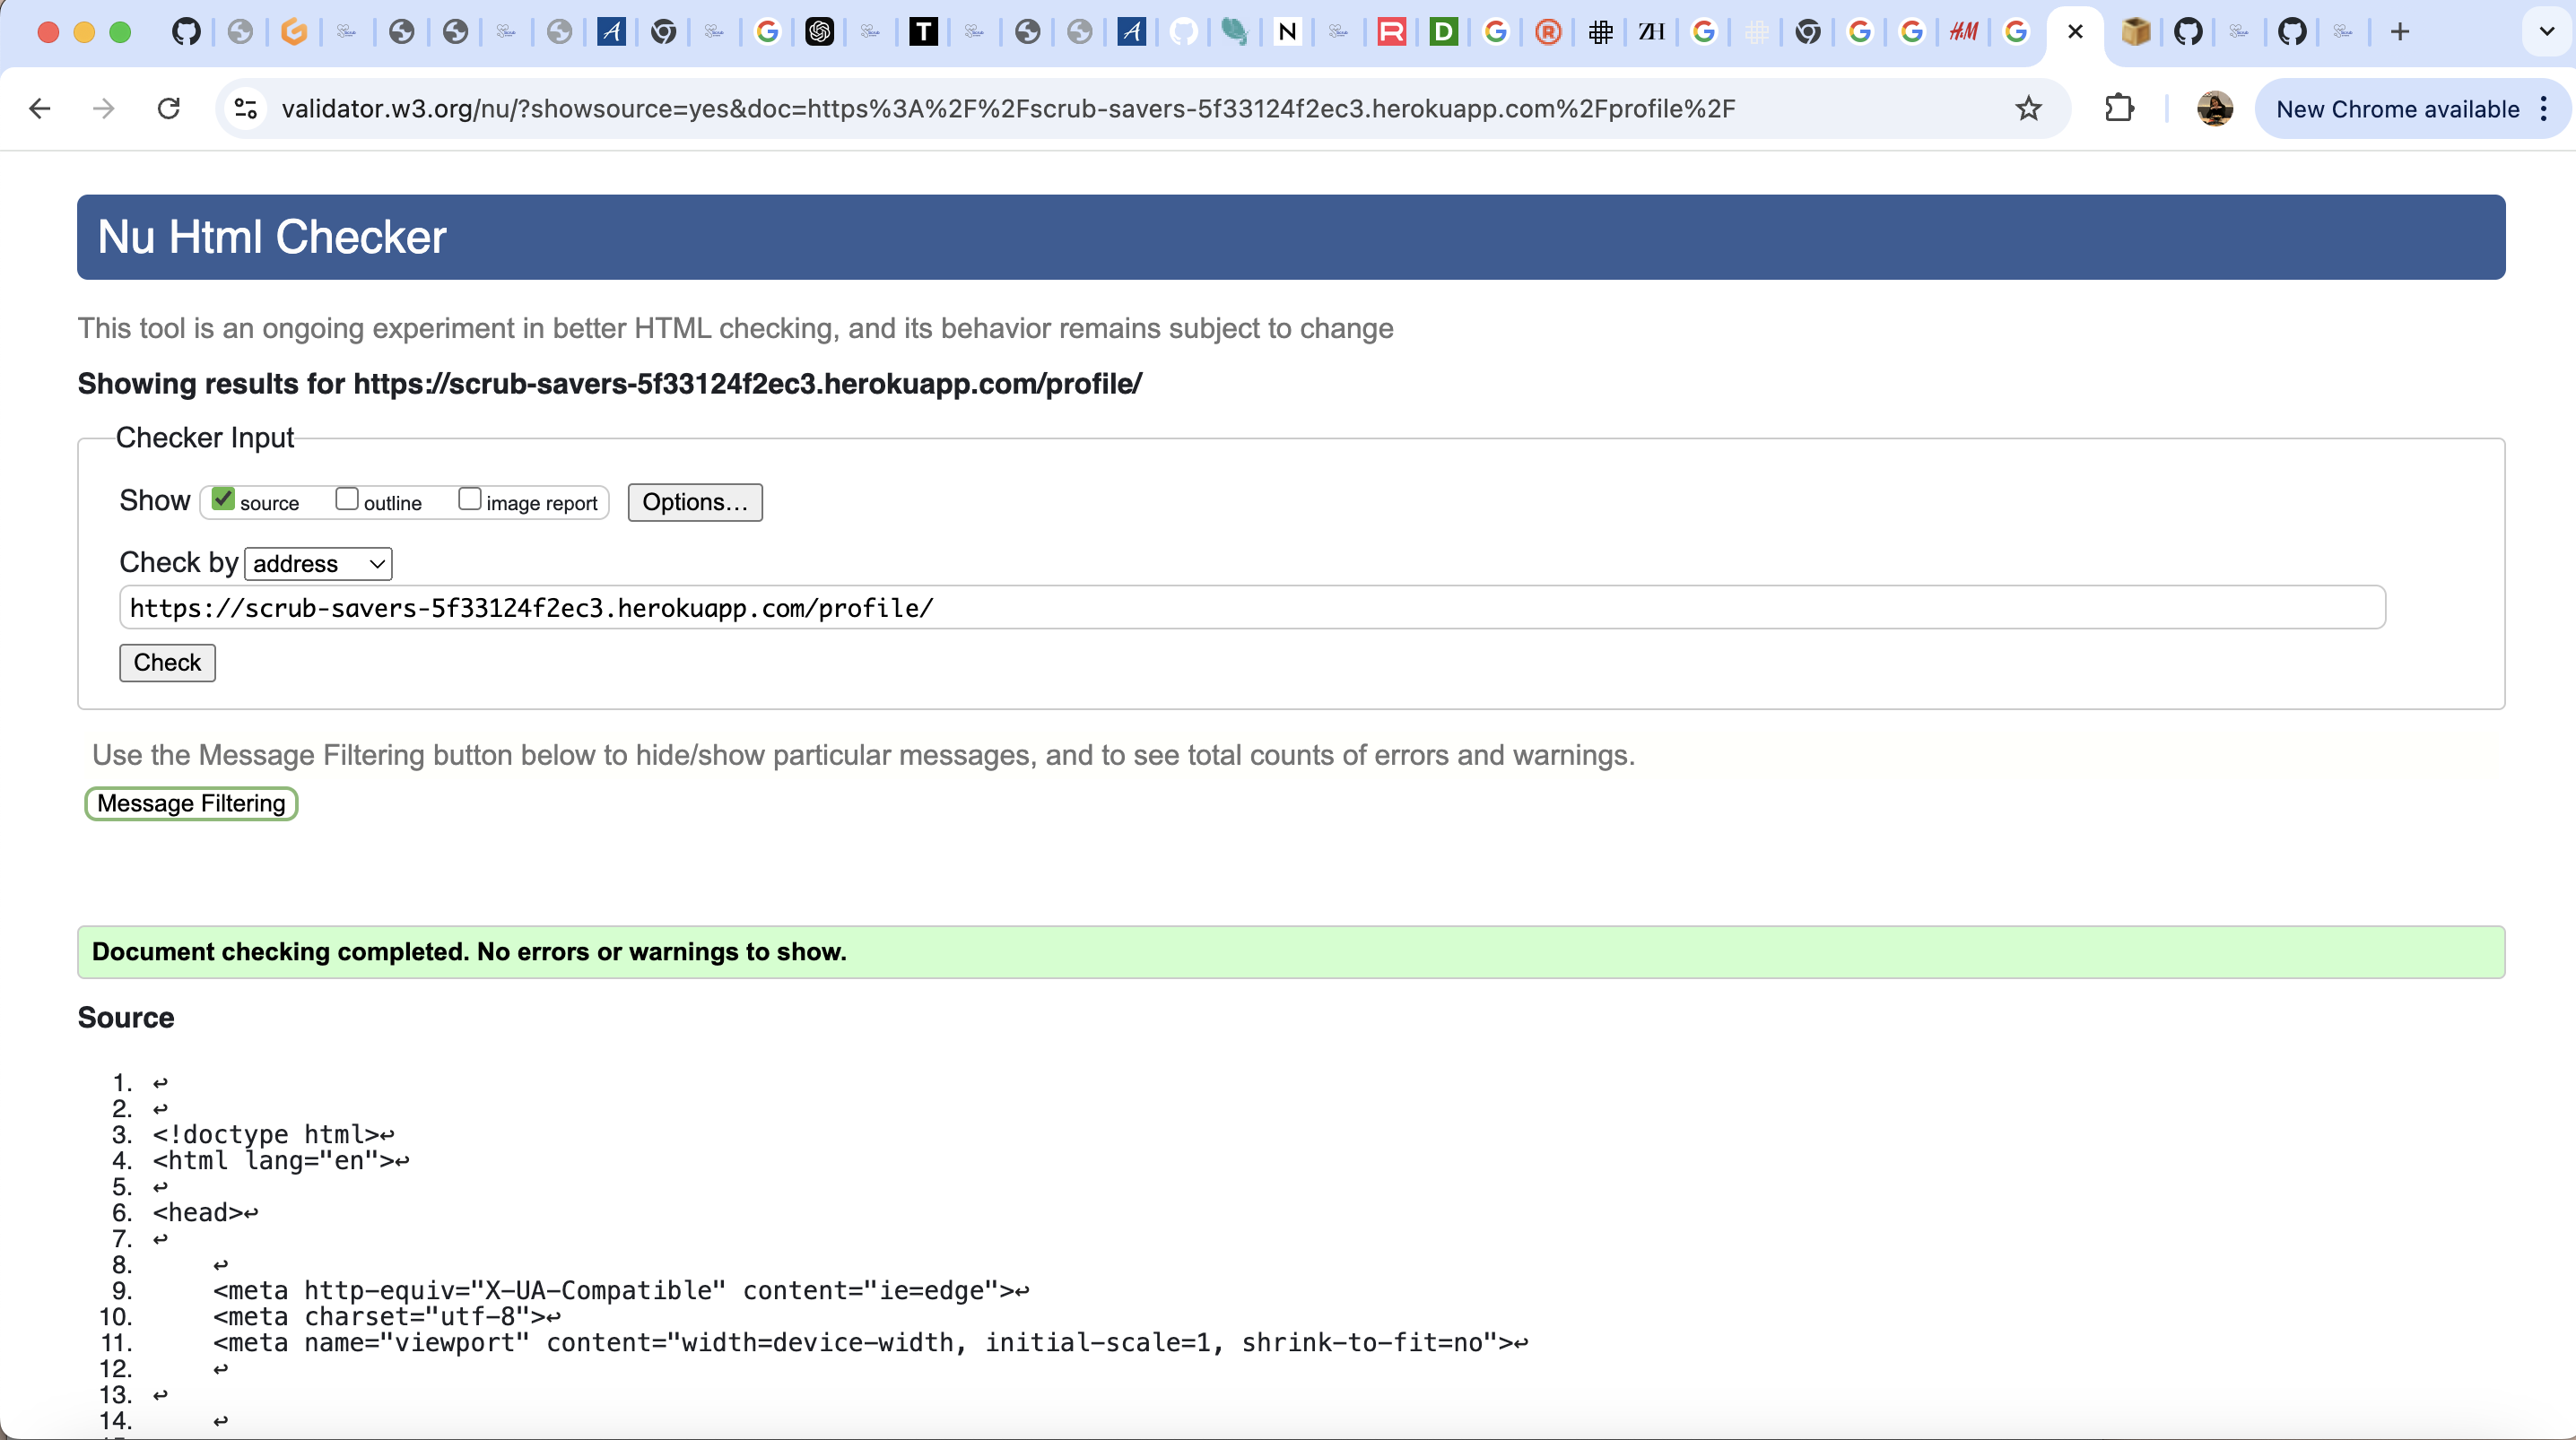 validator.w3.org/nu/?showsource=yes&doc=https%3A%2F%2Fscrub-savers-5f33124f2ec3.herokuapp.com%2Fprofile%2F
New Chrome available
Nu Html Checker
This tool is an ongoing experiment in better HTML checking, and its behavior remains subject to change
Showing results for https://scrub-savers-5f33124f2ec3.herokuapp.com/profile/
Checker Input
Show source outline image report Options...
Check by address
https://scrub-savers-5f33124f2ec3.herokuapp.com/profile/
Check
Use the Message Filtering button below to hide/show particular messages, and to see total counts of errors and warnings.
Message Filtering
Document checking completed. No errors or warnings to show.
Source
1. ↩
2. ↩
3. <!doctype html>↩
4. <html lang="en">↩
5. ↩
6. <head>↩
7. ↩
8. ↩
9. <meta http-equiv="X-UA-Compatible" content="ie=edge">↩
10. <meta charset="utf-8">↩
11. <meta name="viewport" content="width=device-width, initial-scale=1, shrink-to-fit=no">↩
12. ↩
13. ↩
14. ↩